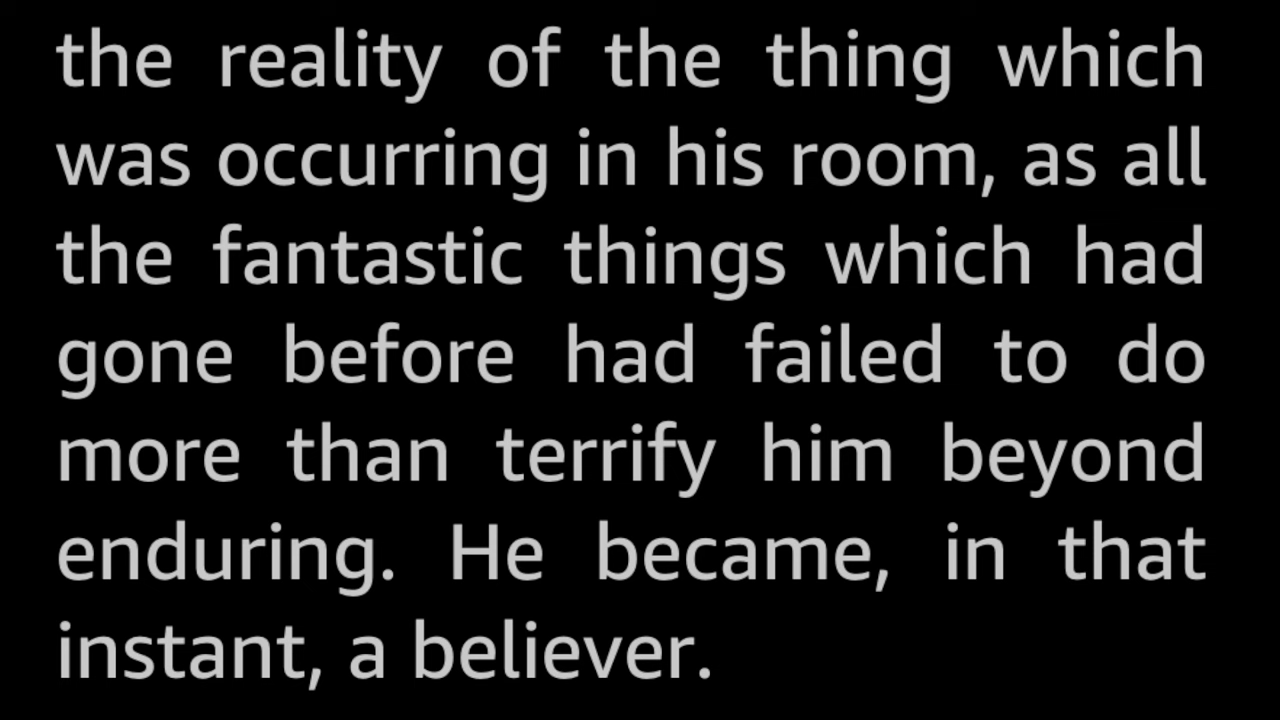 the reality of the thing which
was occurring in his room, as all
the fantastic things which had
gone before had failed to do
more than terrify him beyond
enduring. He became, in that
instant, a believer.